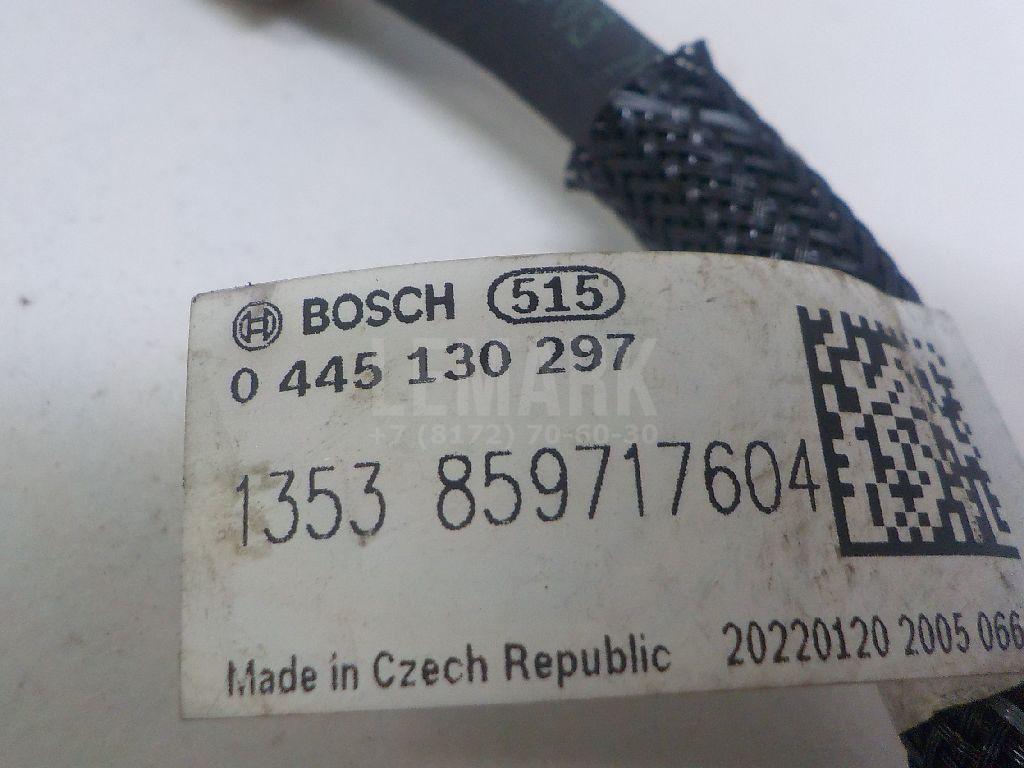 BOSCH 515
0 445 130 297
LEMARK
+7 (8172) 70-60-30
1353 859717604
Made in Czech Republic 20220120 2005 066